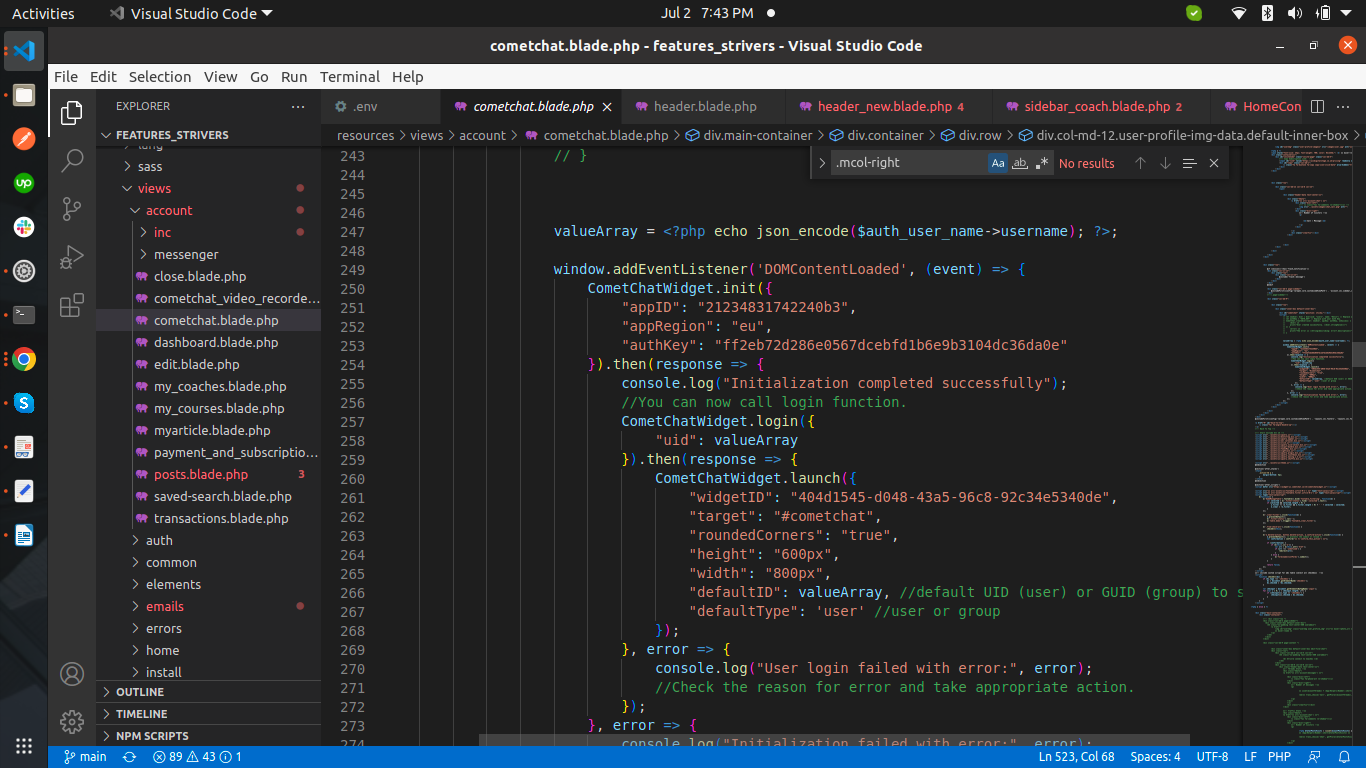 Activities Visual Studio Code Jul 2 7:43 PM
cometchat.blade.php - features_strivers - Visual Studio Code
File Edit Selection View Go Run Terminal Help
EXPLORER
.env cometchat.blade.php header.blade.php header_new.blade.php 4 sidebar_coach.blade.php 2 HomeCon
resources > views > account > cometchat.blade.php > div.main-container > div.container > div.row > div.col-md-12.user-profile-img-data.default-inner-box >
.mcol-right Aa ab .* No results
FEATURES_STRIVERS
lang
sass
views
account
inc
messenger
close.blade.php
cometchat_video_recorde...
cometchat.blade.php
dashboard.blade.php
edit.blade.php
my_coaches.blade.php
my_courses.blade.php
myarticle.blade.php
payment_and_subscriptio...
posts.blade.php 3
saved-search.blade.php
transactions.blade.php
auth
common
elements
emails
errors
home
install
OUTLINE
TIMELINE
NPM SCRIPTS
243 // }
244
245
246
247 valueArray = <?php echo json_encode($auth_user_name->username); ?>;
248
249 window.addEventListener('DOMContentLoaded', (event) => {
250 CometChatWidget.init({
251 "appID": "21234831742240b3",
252 "appRegion": "eu",
253 "authKey": "ff2eb72d286e0567dcebfd1b6e9b3104dc36da0e"
254 }).then(response => {
255 console.log("Initialization completed successfully");
256 //You can now call login function.
257 CometChatWidget.login({
258 "uid": valueArray
259 }).then(response => {
260 CometChatWidget.launch({
261 "widgetID": "404d1545-d048-43a5-96c8-92c34e5340de",
262 "target": "#cometchat",
263 "roundedCorners": "true",
264 "height": "600px",
265 "width": "800px",
266 "defaultID": valueArray, //default UID (user) or GUID (group) to s
267 "defaultType": 'user' //user or group
268 });
269 }, error => {
270 console.log("User login failed with error:", error);
271 //Check the reason for error and take appropriate action.
272 });
273 }, error => {
274 console.log("Initialization failed with error:", error);
main 89 43 1 Ln 523, Col 68 Spaces: 4 UTF-8 LF PHP